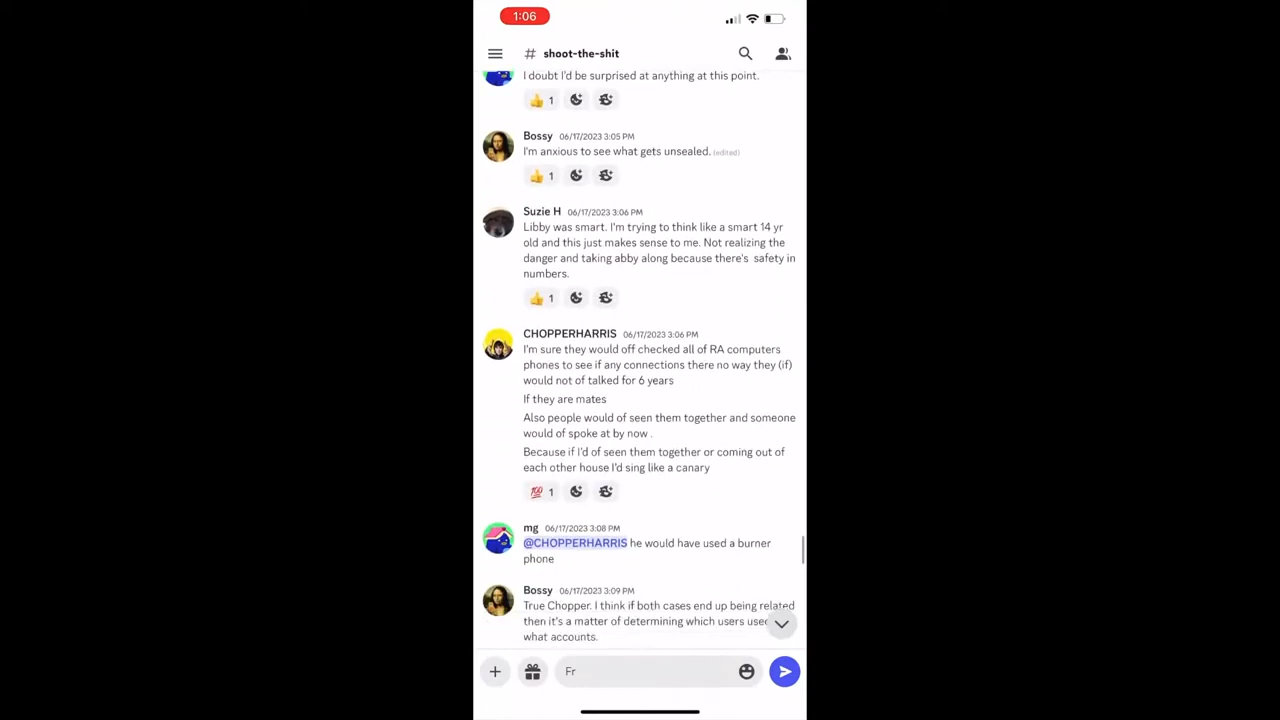 1:06
# shoot-the-shit
I doubt I'd be surprised at anything at this point.
👍 1
Bossy 06/17/2023 3:05 PM
I'm anxious to see what gets unsealed. (edited)
👍 1
Suzie H 06/17/2023 3:06 PM
Libby was smart. I'm trying to think like a smart 14 yr
old and this just makes sense to me. Not realizing the
danger and taking abby along because there's safety in
numbers.
👍 1
CHOPPERHARRIS 06/17/2023 3:06 PM
I'm sure they would off checked all of RA computers
phones to see if any connections there no way they (if)
would not of talked for 6 years
If they are mates
Also people would of seen them together and someone
would of spoke at by now .
Because if I'd of seen them together or coming out of
each other house I'd sing like a canary
💯 1
mg 06/17/2023 3:08 PM
@CHOPPERHARRIS he would have used a burner
phone
Bossy 06/17/2023 3:09 PM
True Chopper. I think if both cases end up being related
then it's a matter of determining which users used
what accounts.
Fr